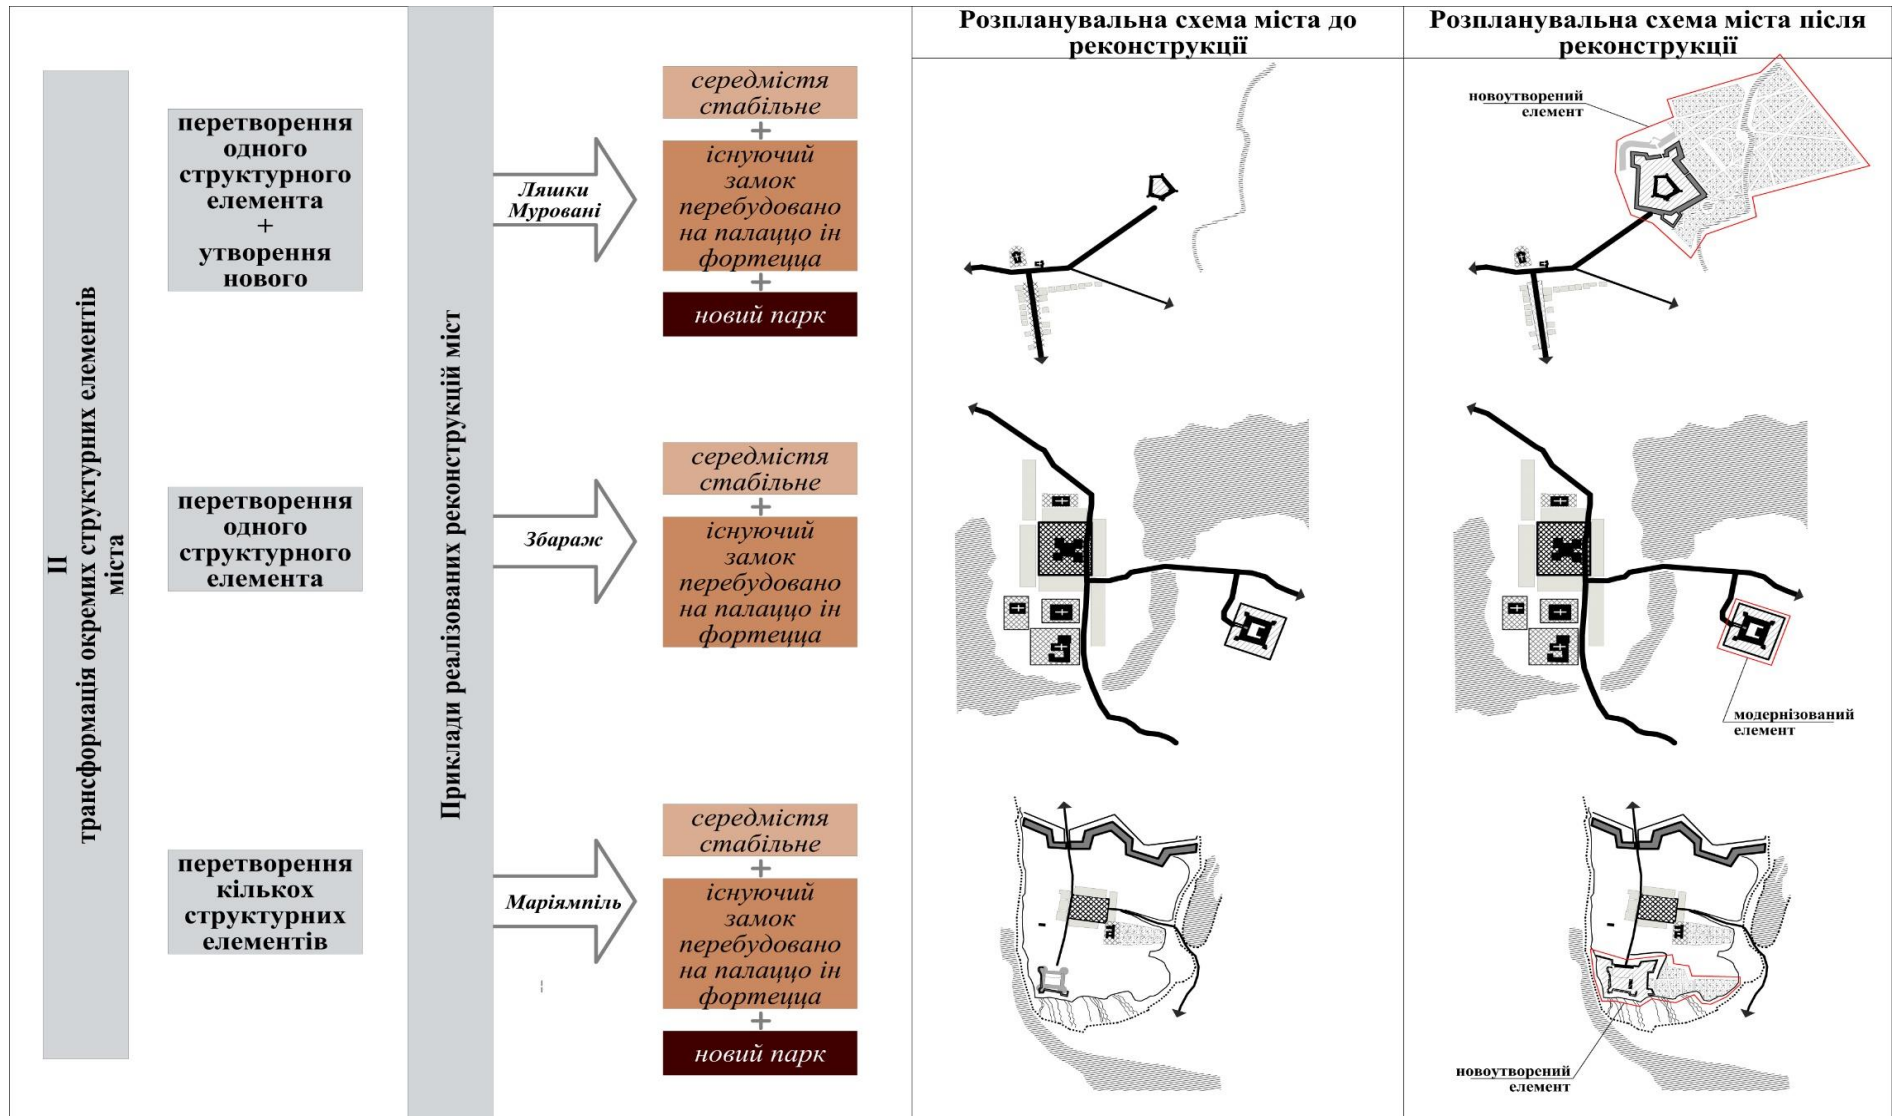 Розпланувальна схема міста до
реконструкції
Розпланувальна схема міста після
реконструкції
ІІ
трансформація окремих структурних елементів
міста
Приклади реалізованих реконструкцій міст
перетворення
одного
структурного
елемента
+
утворення
нового
Ляшки
Муровані
середмістя
стабільне
+
існуючий
замок
перебудовано
на палаццо ін
фортецца
+
новий парк
новоутворений
елемент
перетворення
одного
структурного
елемента
Збараж
середмістя
стабільне
+
існуючий
замок
перебудовано
на палаццо ін
фортецца
модернізований
елемент
перетворення
кількох
структурних
елементів
Маріямпіль
середмістя
стабільне
+
існуючий
замок
перебудовано
на палаццо ін
фортецца
+
новий парк
новоутворений
елемент